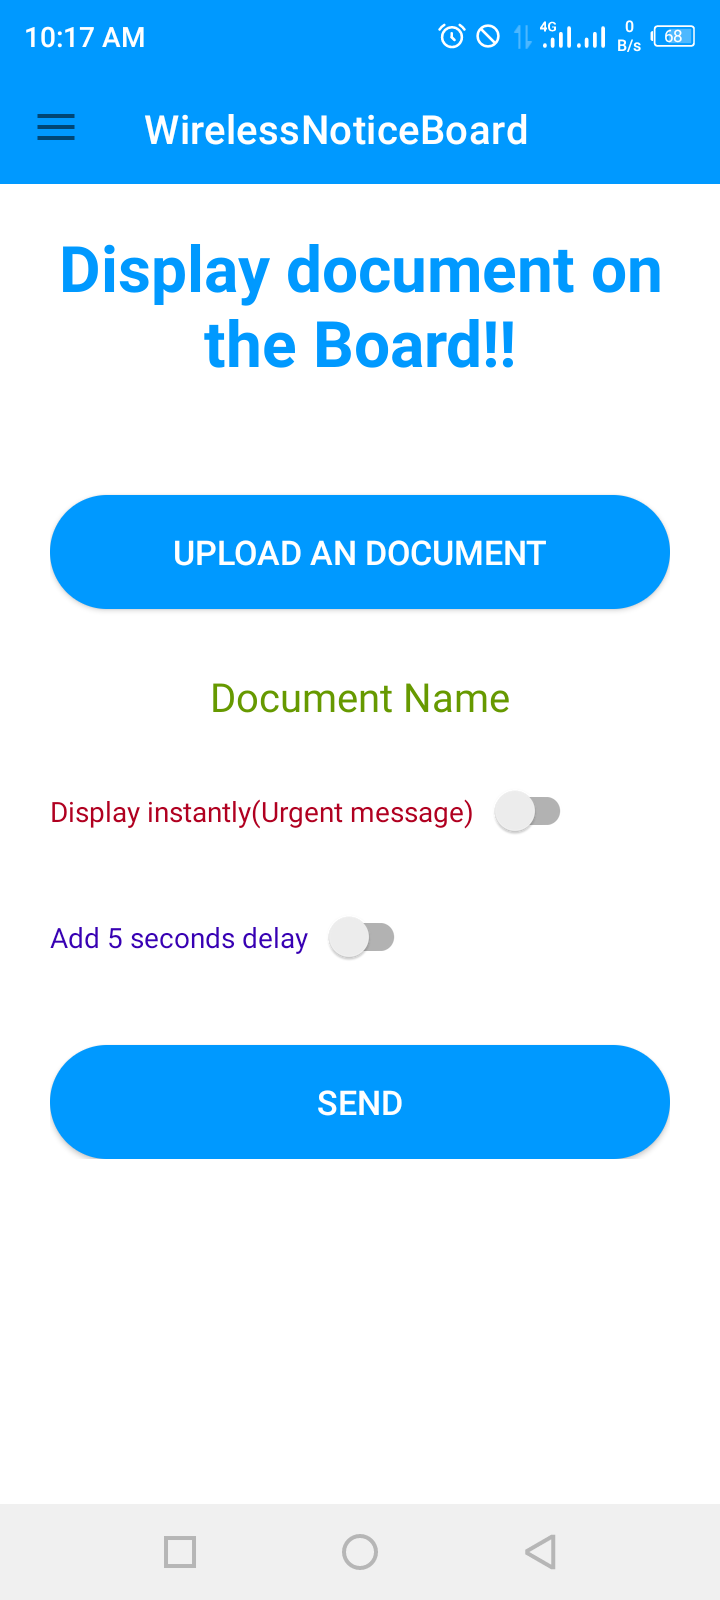 10:17 AM
4G
0
B/s
68
WirelessNoticeBoard
Display document on
the Board!!
UPLOAD AN DOCUMENT
Document Name
Display instantly(Urgent message)
Add 5 seconds delay
SEND